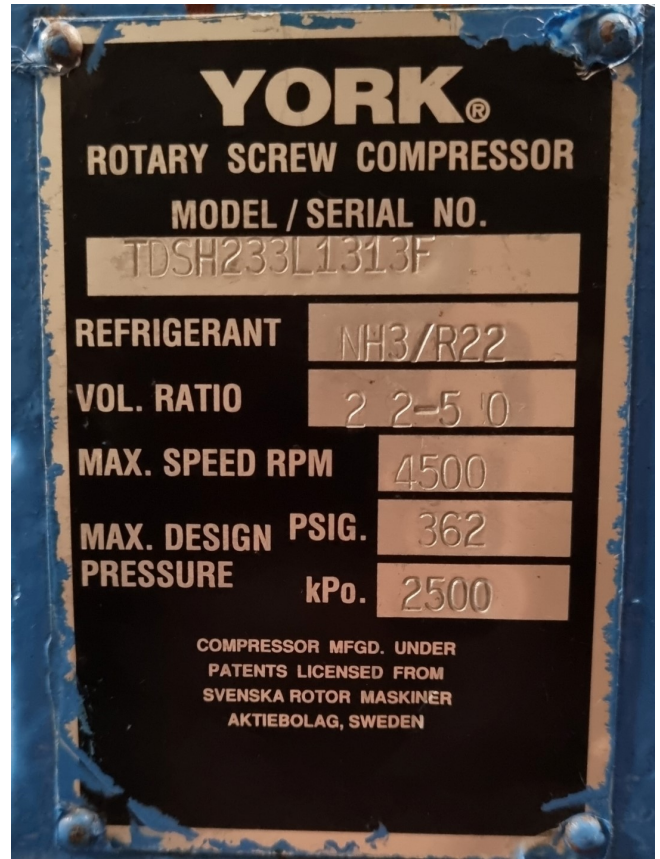 YORK®
ROTARY SCREW COMPRESSOR
MODEL / SERIAL NO.
TDSH233L1313F
REFRIGERANT NH3/R22
VOL. RATIO 2 2-5 0
MAX. SPEED RPM 4500
MAX. DESIGN PRESSURE PSIG. 362
kPo. 2500
COMPRESSOR MFGD. UNDER
PATENTS LICENSED FROM
SVENSKA ROTOR MASKINER
AKTIEBOLAG, SWEDEN